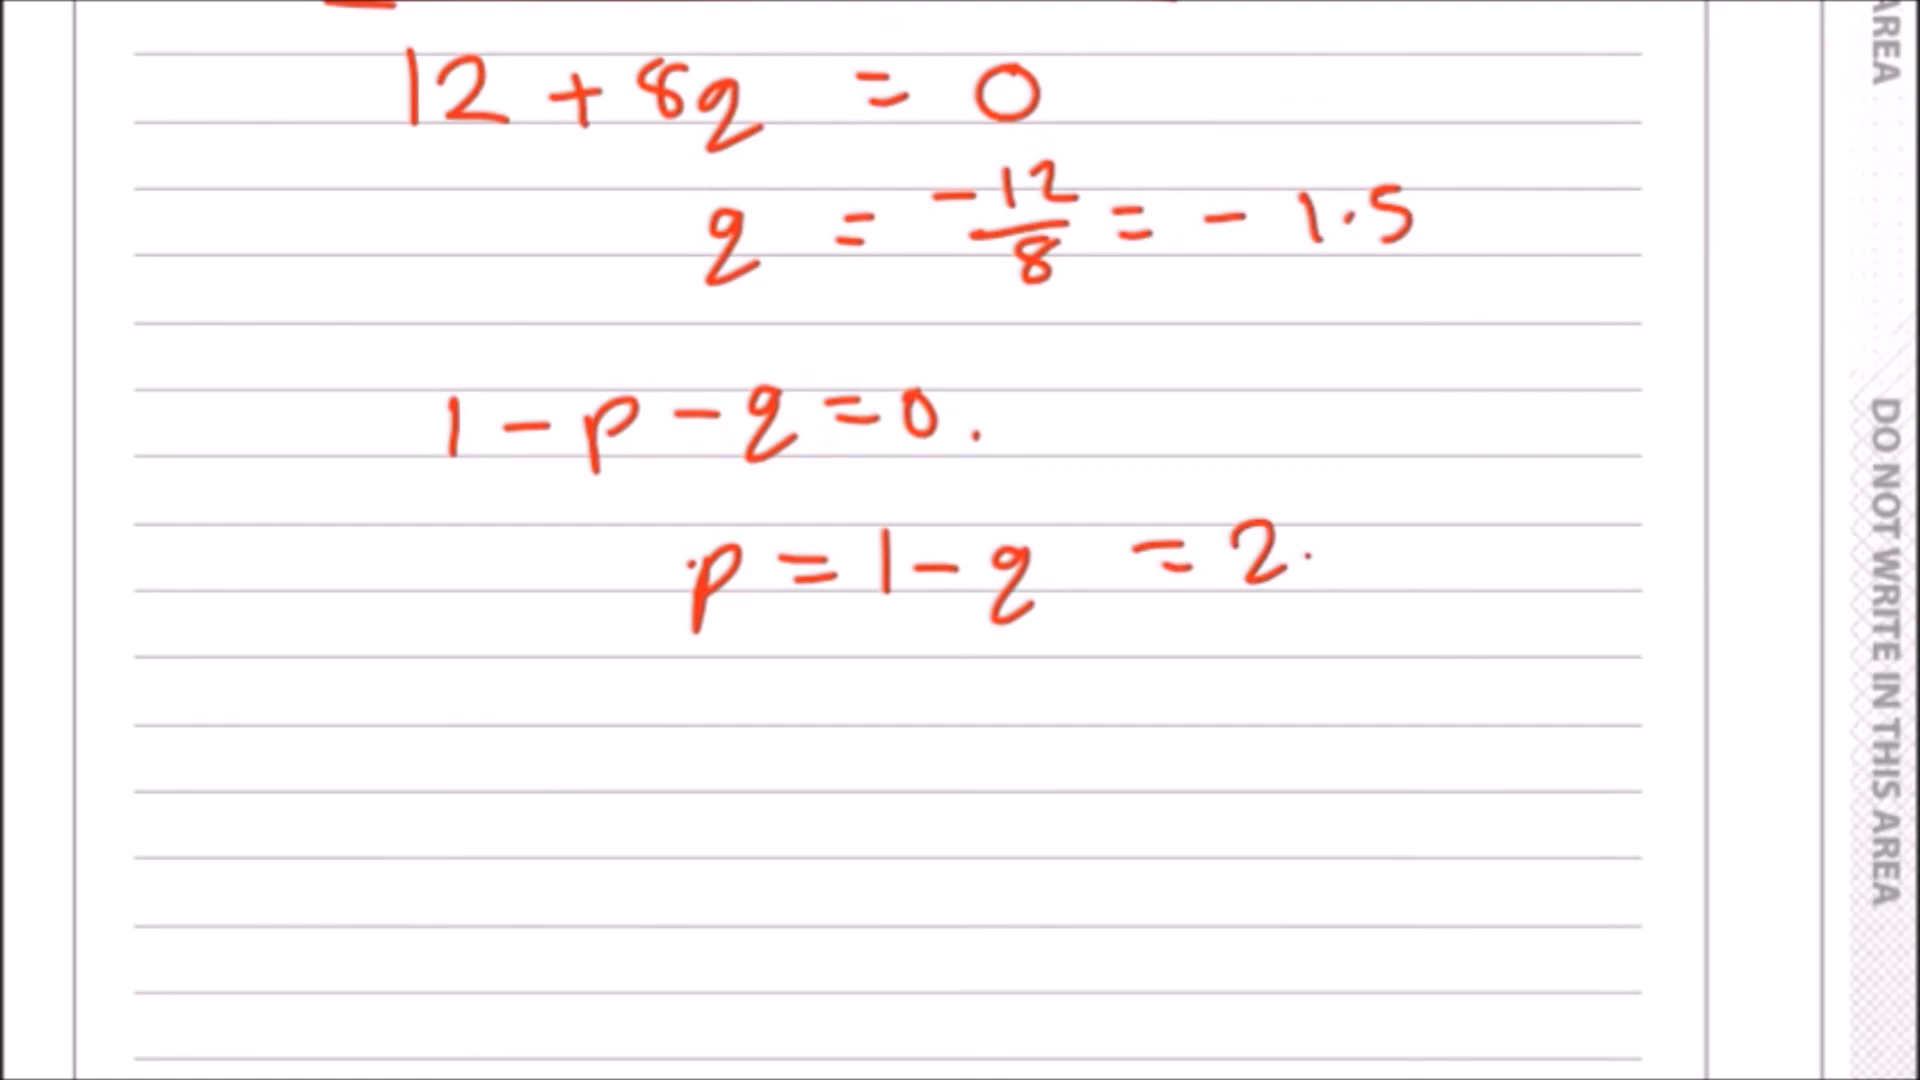 12 + 8q = 0
q = -12/8 = - 1.5
1 - p - q = 0.
p = 1 - q = 2.
AREA
DO NOT WRITE IN THIS AREA